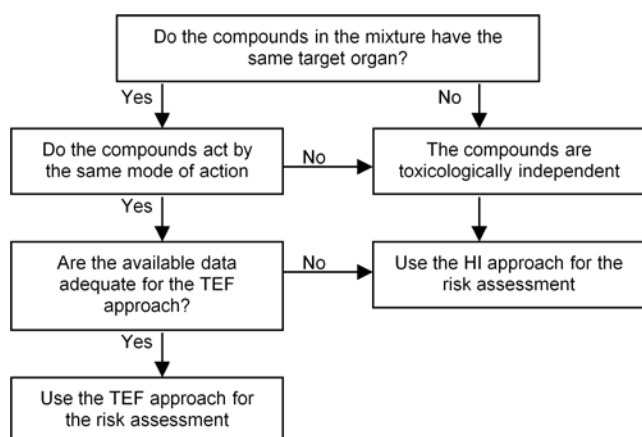 Do the compounds in the mixture have the
same target organ?
Yes
No
Do the compounds act by
the same mode of action
No
The compounds are
toxicologically independent
Yes
Are the available data
adequate for the TEF
approach?
No
Use the HI approach for the
risk assessment
Yes
Use the TEF approach for
the risk assessment